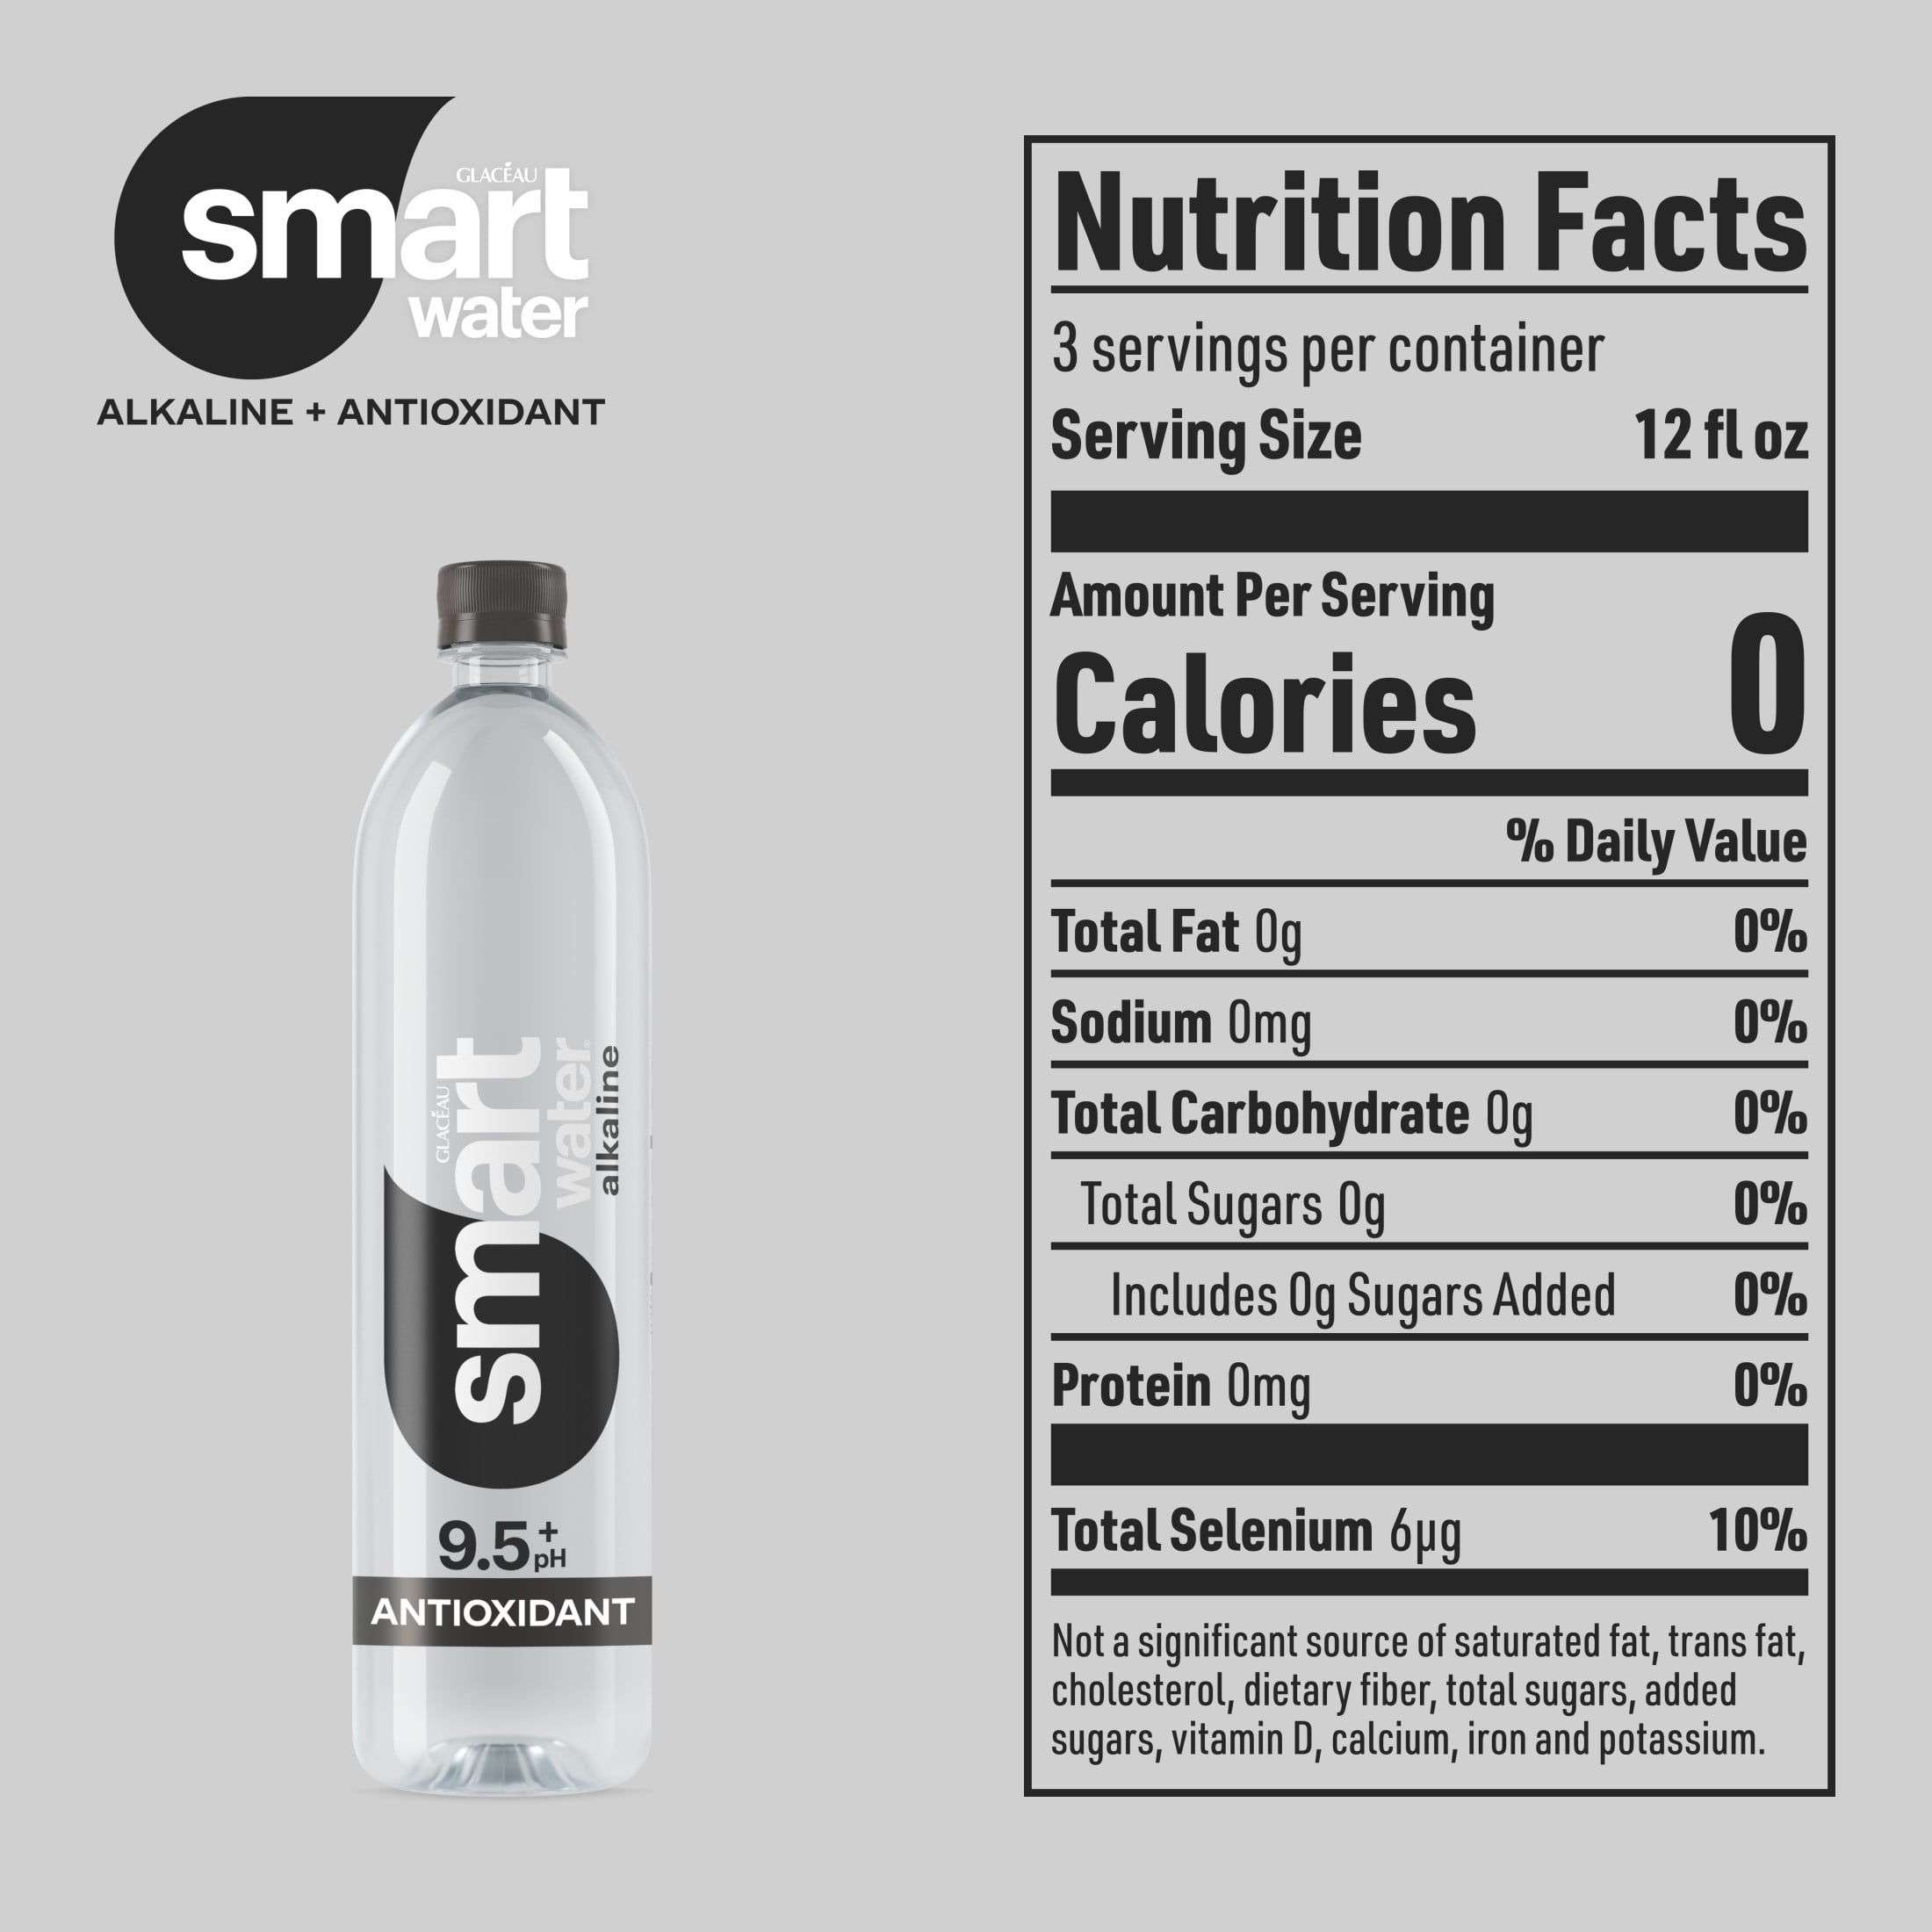 GLACÉAU
smart
water
ALKALINE + ANTIOXIDANT
GLACÉAU
smart
water.
alkaline
9.5+
pH
ANTIOXIDANT
Nutrition Facts
3 servings per container
Serving Size 12 fl oz
Amount Per Serving
Calories 0
% Daily Value
Total Fat 0g 0%
Sodium 0mg 0%
Total Carbohydrate 0g 0%
Total Sugars 0g 0%
Includes 0g Sugars Added 0%
Protein 0mg 0%
Total Selenium 6µg 10%
Not a significant source of saturated fat, trans fat,
cholesterol, dietary fiber, total sugars, added
sugars, vitamin D, calcium, iron and potassium.